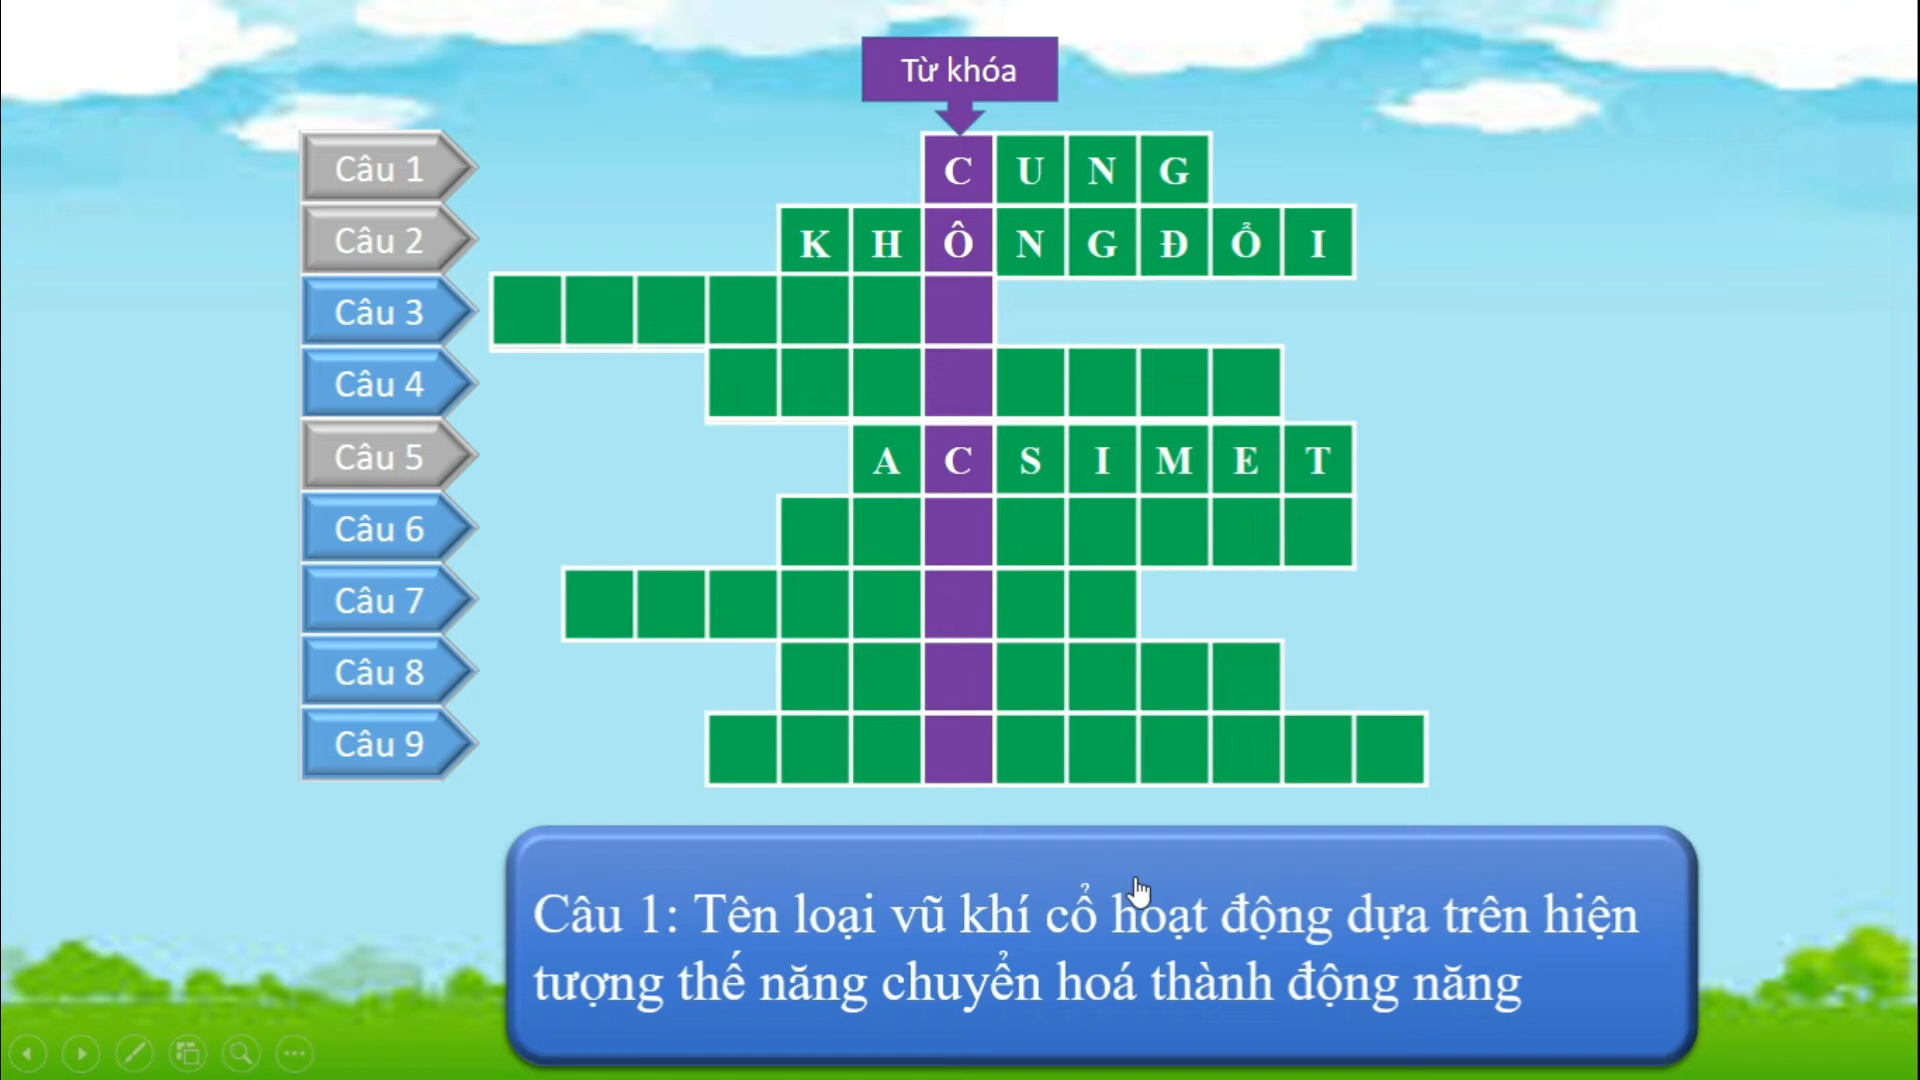 Từ khóa
Câu 1
C U N G
Câu 2
K H Ô N G Đ Ổ I
Câu 3
Câu 4
Câu 5
A C S I M E T
Câu 6
Câu 7
Câu 8
Câu 9
Câu 1: Tên loại vũ khí cổ hoạt động dựa trên hiện
tượng thế năng chuyển hoá thành động năng